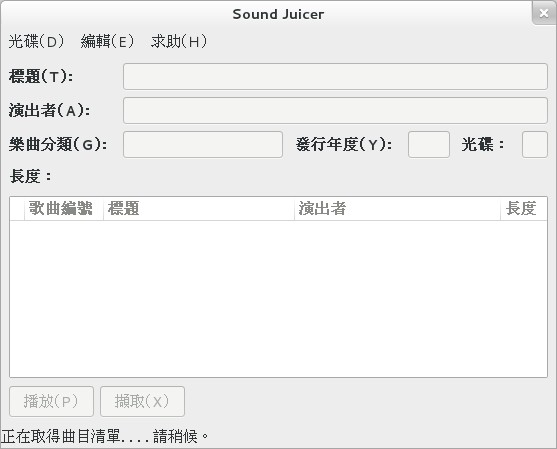 Sound Juicer
光碟(D) 編輯(E) 求助(H)
標題(T):
演出者(A):
樂曲分類(G): 發行年度(Y): 光碟：
長度：
歌曲編號 標題 演出者 長度
播放(P) 擷取(X)
正在取得曲目清單....請稍候。